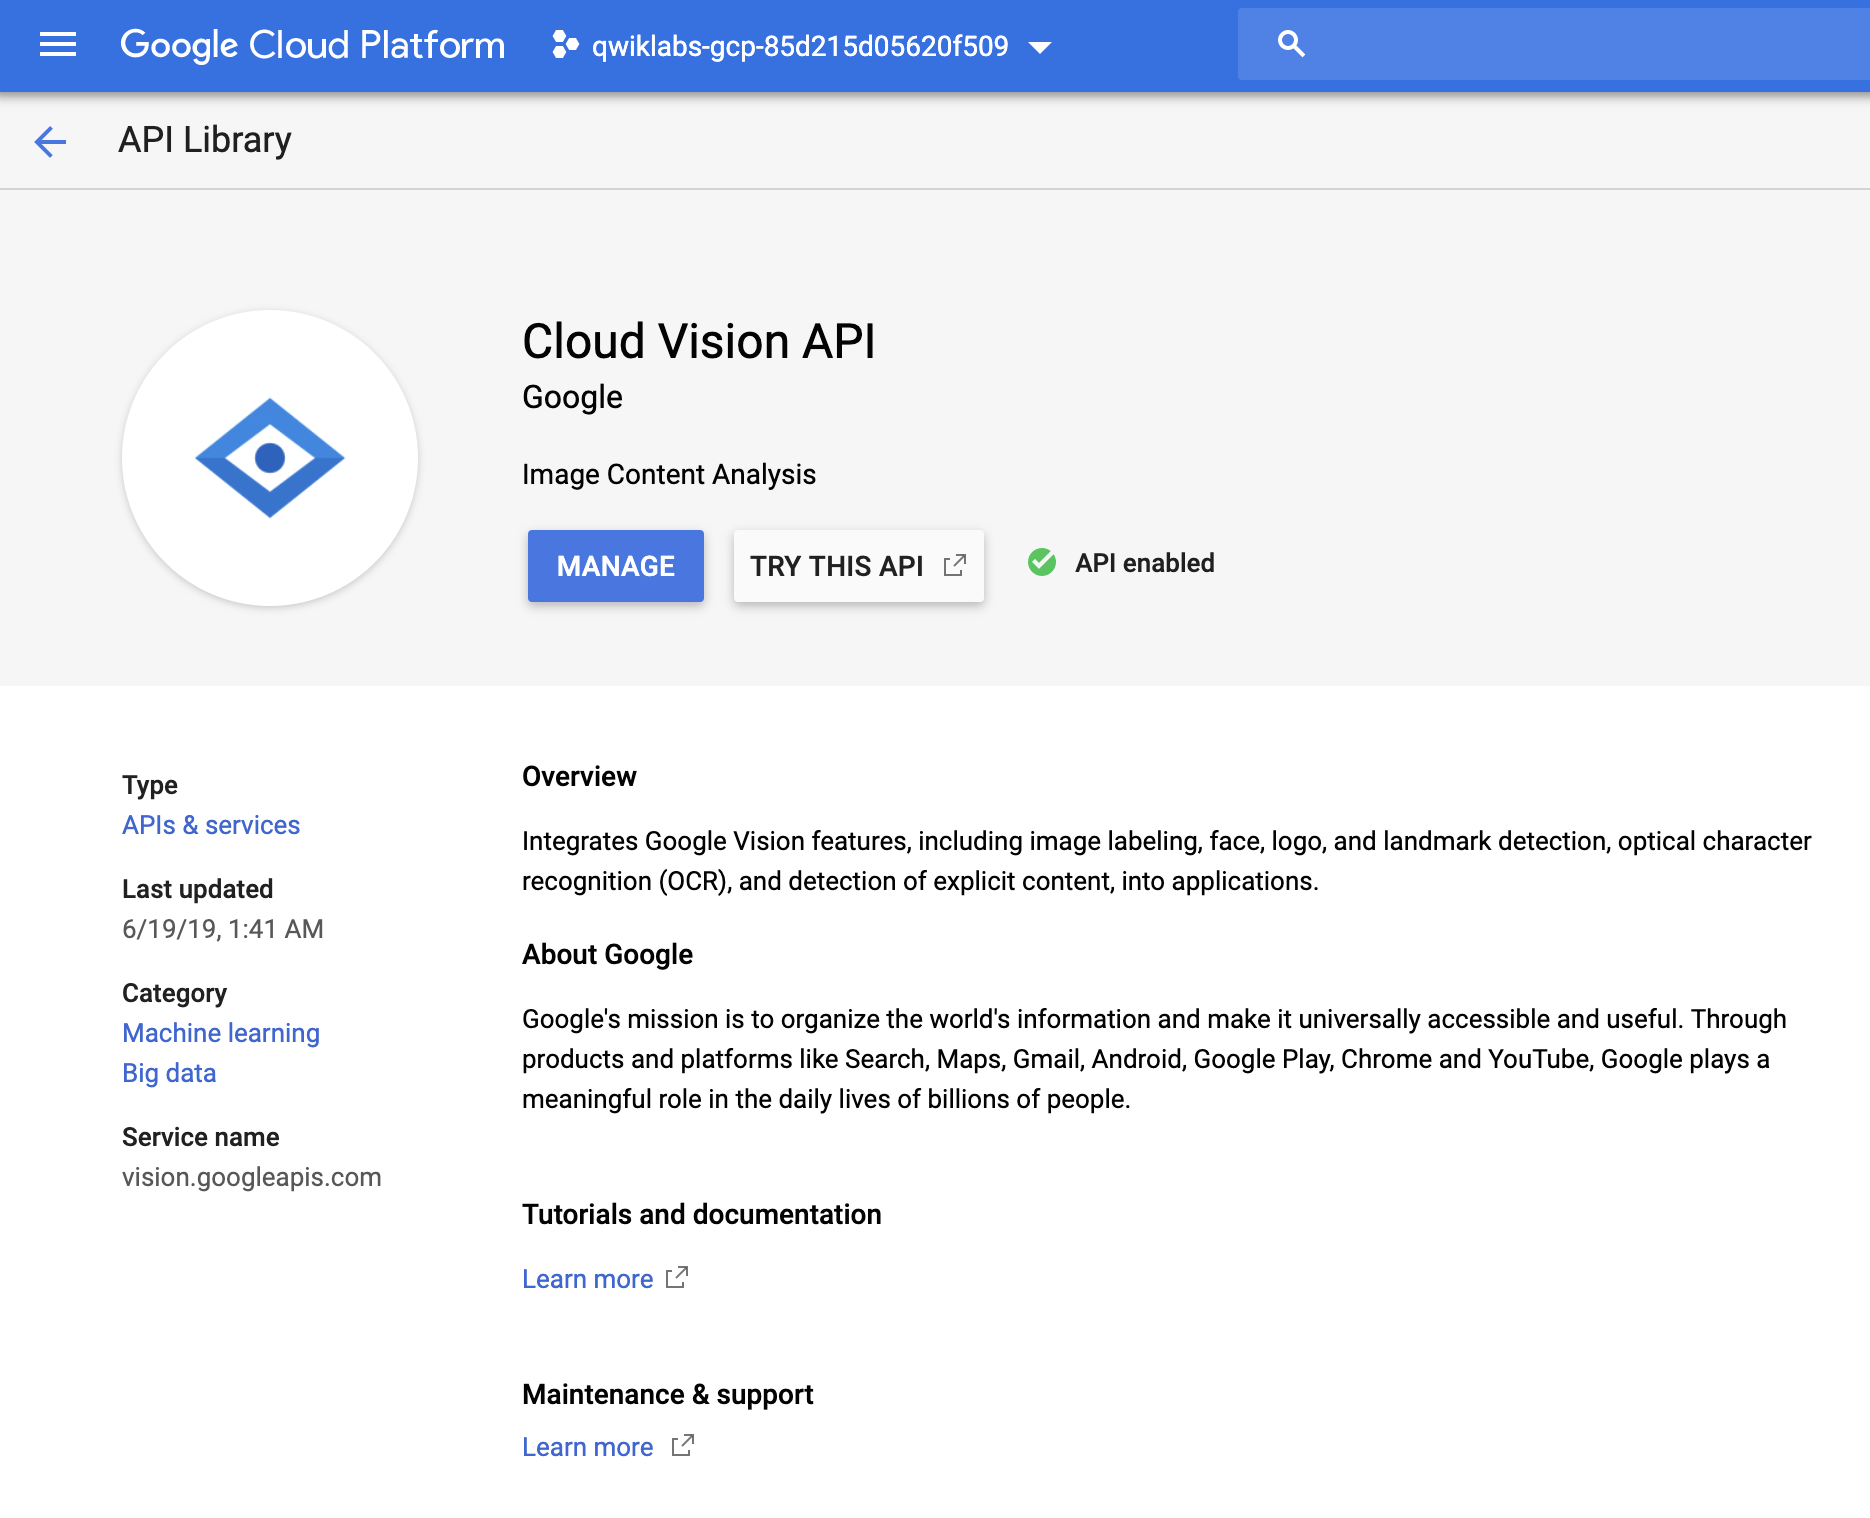 Google Cloud Platform
qwiklabs-gcp-85d215d05620f509
API Library
Cloud Vision API
Google
Image Content Analysis
MANAGE
TRY THIS API
API enabled
Type
APIs & services
Last updated
6/19/19, 1:41 AM
Category
Machine learning
Big data
Service name
vision.googleapis.com
Overview
Integrates Google Vision features, including image labeling, face, logo, and landmark detection, optical character
recognition (OCR), and detection of explicit content, into applications.
About Google
Google's mission is to organize the world's information and make it universally accessible and useful. Through
products and platforms like Search, Maps, Gmail, Android, Google Play, Chrome and YouTube, Google plays a
meaningful role in the daily lives of billions of people.
Tutorials and documentation
Learn more
Maintenance & support
Learn more